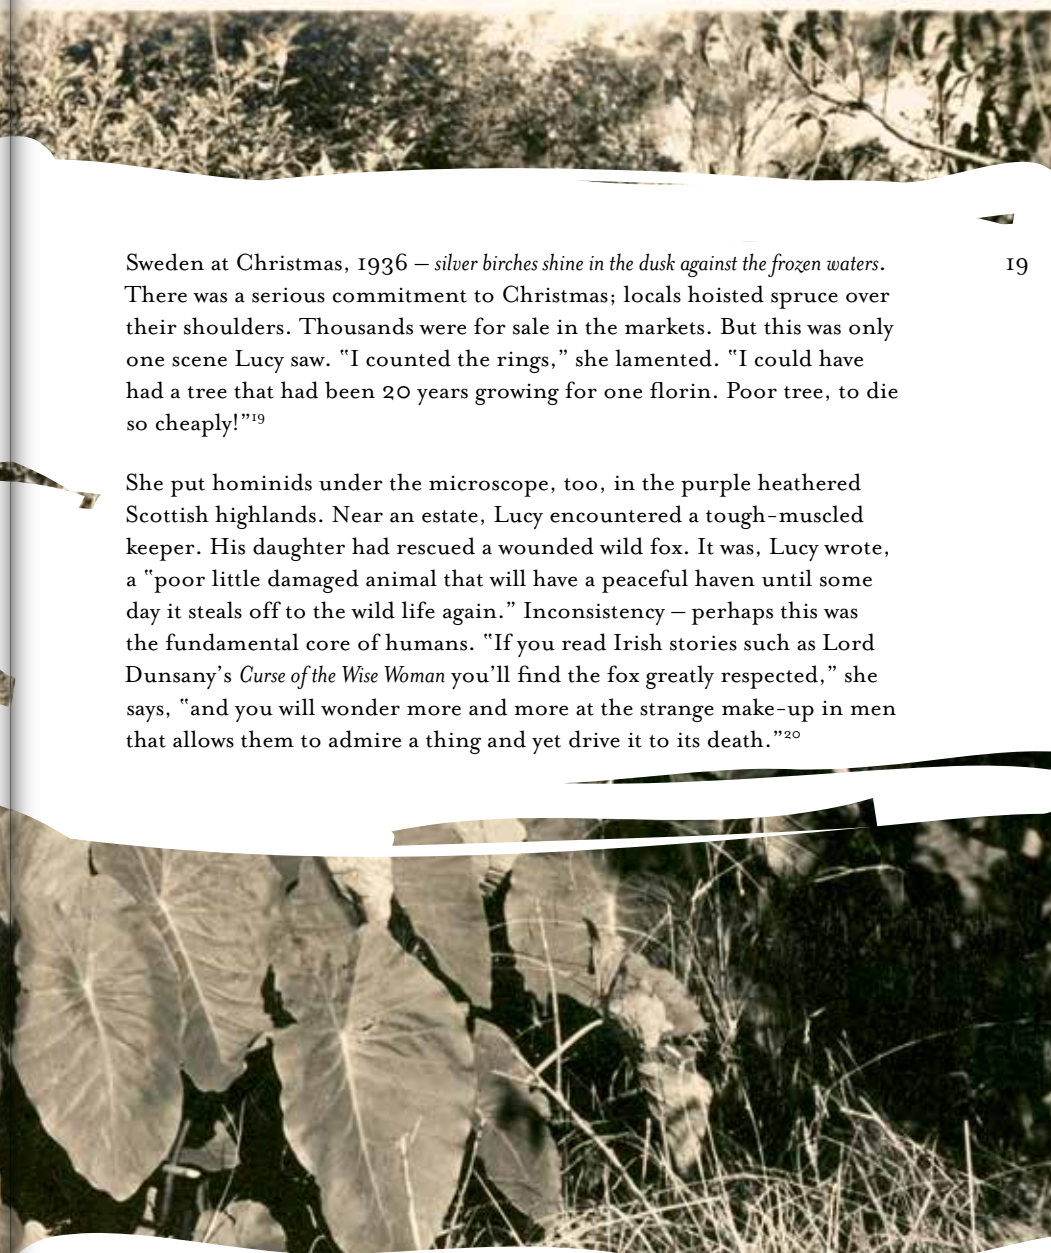 Sweden at Christmas, 1936 – silver birches shine in the dusk against the frozen waters.
19
There was a serious commitment to Christmas; locals hoisted spruce over
their shoulders. Thousands were for sale in the markets. But this was only
one scene Lucy saw. "I counted the rings,” she lamented. "I could have
had a tree that had been 20 years growing for one florin. Poor tree, to die
so cheaply!”19
She put hominids under the microscope, too, in the purple heathered
Scottish highlands. Near an estate, Lucy encountered a tough-muscled
keeper. His daughter had rescued a wounded wild fox. It was, Lucy wrote,
a "poor little damaged animal that will have a peaceful haven until some
day it steals off to the wild life again.” Inconsistency – perhaps this was
the fundamental core of humans. "If you read Irish stories such as Lord
Dunsany’s Curse of the Wise Woman you’ll find the fox greatly respected,” she
says, "and you will wonder more and more at the strange make-up in men
that allows them to admire a thing and yet drive it to its death.”20